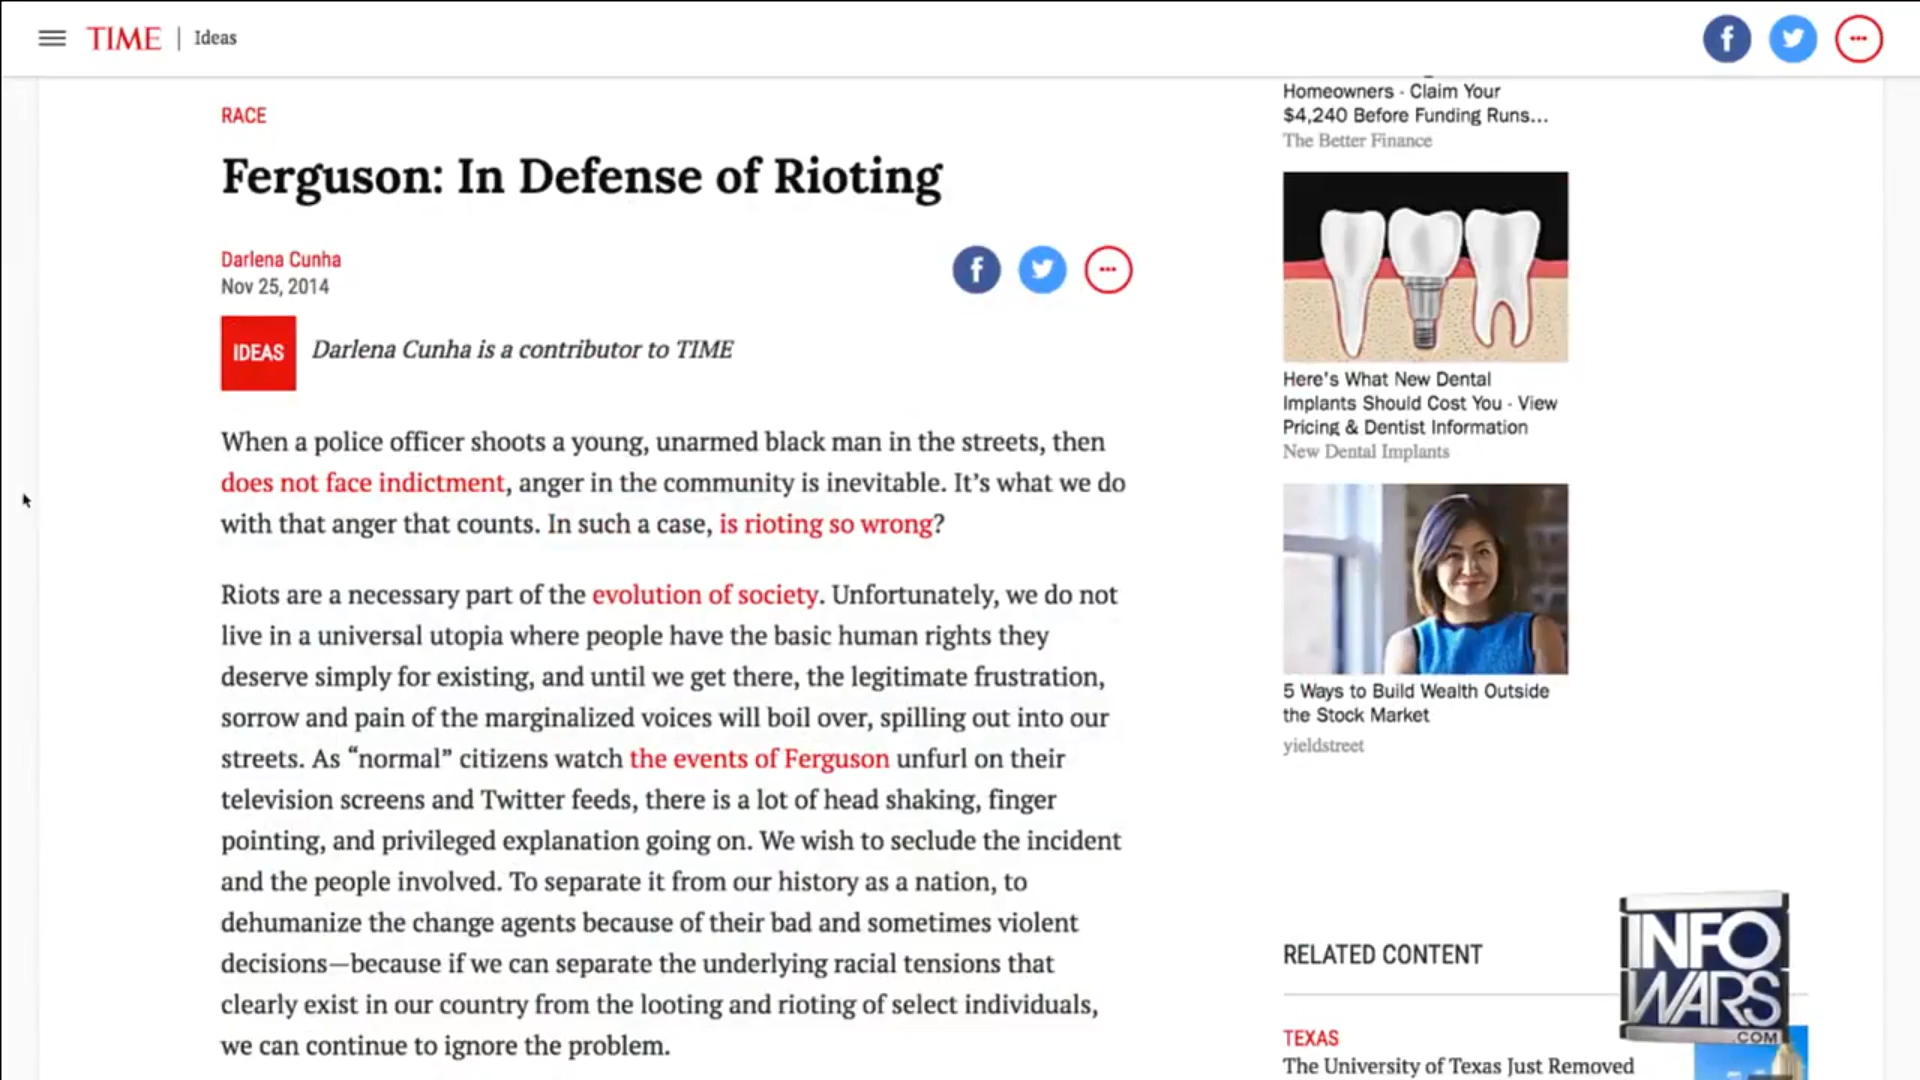 TIME | Ideas
RACE
Ferguson: In Defense of Rioting
Darlena Cunha
Nov 25, 2014
IDEAS
Darlena Cunha is a contributor to TIME
When a police officer shoots a young, unarmed black man in the streets, then
does not face indictment, anger in the community is inevitable. It’s what we do
with that anger that counts. In such a case, is rioting so wrong?
Riots are a necessary part of the evolution of society. Unfortunately, we do not
live in a universal utopia where people have the basic human rights they
deserve simply for existing, and until we get there, the legitimate frustration,
sorrow and pain of the marginalized voices will boil over, spilling out into our
streets. As “normal” citizens watch the events of Ferguson unfurl on their
television screens and Twitter feeds, there is a lot of head shaking, finger
pointing, and privileged explanation going on. We wish to seclude the incident
and the people involved. To separate it from our history as a nation, to
dehumanize the change agents because of their bad and sometimes violent
decisions—because if we can separate the underlying racial tensions that
clearly exist in our country from the looting and rioting of select individuals,
we can continue to ignore the problem.
Homeowners - Claim Your
$4,240 Before Funding Runs...
The Better Finance
Here's What New Dental
Implants Should Cost You - View
Pricing & Dentist Information
New Dental Implants
5 Ways to Build Wealth Outside
the Stock Market
yieldstreet
RELATED CONTENT
TEXAS
The University of Texas Just Removed
INFO
WARS
.COM